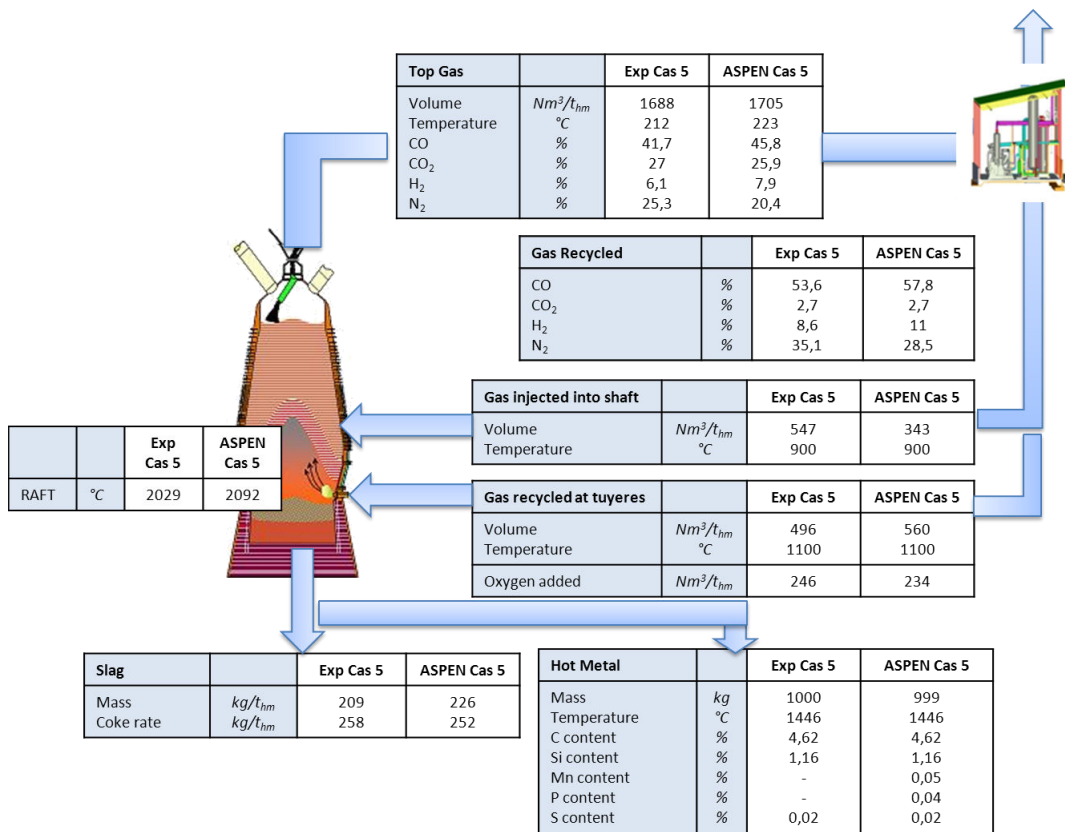 Top Gas Exp Cas 5 ASPEN Cas 5
Volume Nm³/t_hm 1688 1705
Temperature °C 212 223
CO % 41,7 45,8
CO₂ % 27 25,9
H₂ % 6,1 7,9
N₂ % 25,3 20,4
Gas Recycled Exp Cas 5 ASPEN Cas 5
CO % 53,6 57,8
CO₂ % 2,7 2,7
H₂ % 8,6 11
N₂ % 35,1 28,5
Gas injected into shaft Exp Cas 5 ASPEN Cas 5
Volume Nm³/t_hm 547 343
Temperature °C 900 900
Exp ASPEN
Cas 5 Cas 5
RAFT °C 2029 2092
Gas recycled at tuyeres Exp Cas 5 ASPEN Cas 5
Volume Nm³/t_hm 496 560
Temperature °C 1100 1100
Oxygen added Nm³/t_hm 246 234
Slag Exp Cas 5 ASPEN Cas 5
Mass kg/t_hm 209 226
Coke rate kg/t_hm 258 252
Hot Metal Exp Cas 5 ASPEN Cas 5
Mass kg 1000 999
Temperature °C 1446 1446
C content % 4,62 4,62
Si content % 1,16 1,16
Mn content % - 0,05
P content % - 0,04
S content % 0,02 0,02